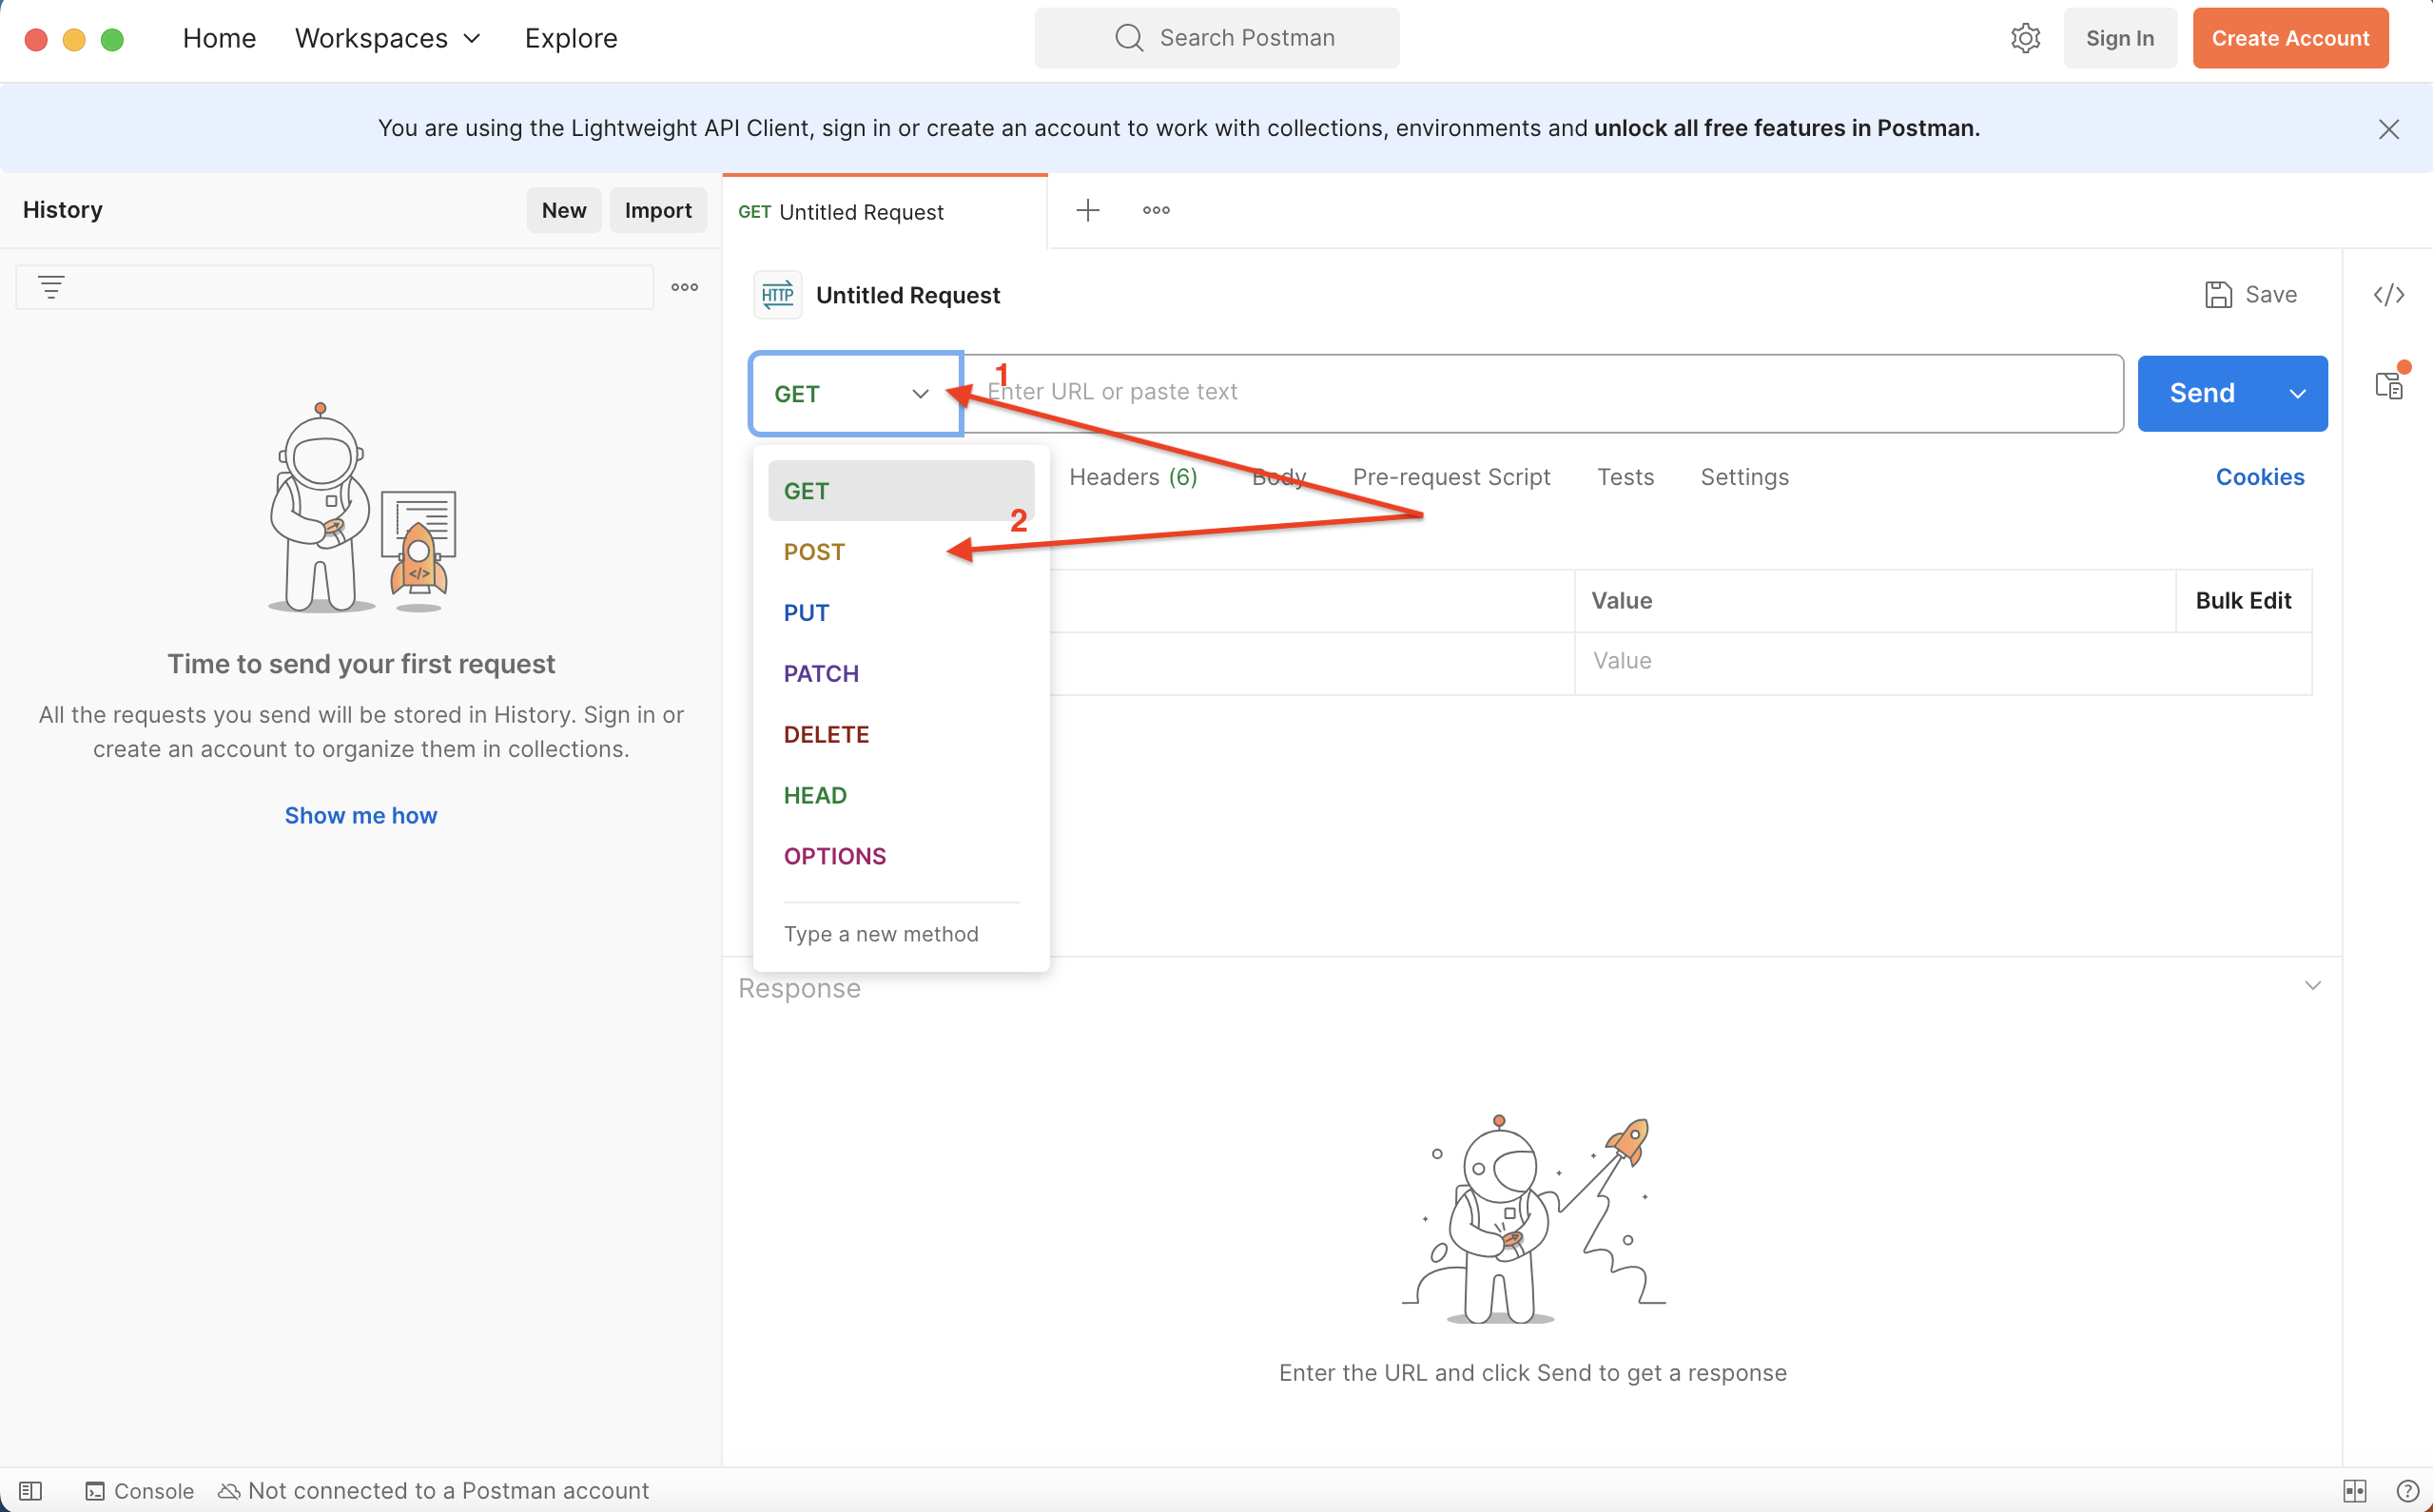 Home Workspaces Explore
Search Postman
Sign In
Create Account
You are using the Lightweight API Client, sign in or create an account to work with collections, environments and unlock all free features in Postman.
History
New
Import
GET Untitled Request
HTTP Untitled Request
Save
GET
1
Enter URL or paste text
Send
Headers (6) Body Pre-request Script Tests Settings
Cookies
GET
2
POST
PUT
PATCH
DELETE
HEAD
OPTIONS
Type a new method
Value
Bulk Edit
Value
</>
Time to send your first request
All the requests you send will be stored in History. Sign in or
create an account to organize them in collections.
Show me how
Response
Enter the URL and click Send to get a response
Console Not connected to a Postman account